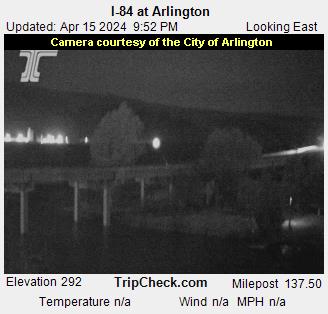 I-84 at Arlington
Updated: Apr 15 2024 9:52 PM Looking East
Camera courtesy of the City of Arlington
Elevation 292 TripCheck.com Milepost 137.50
Temperature n/a Wind n/a MPH n/a